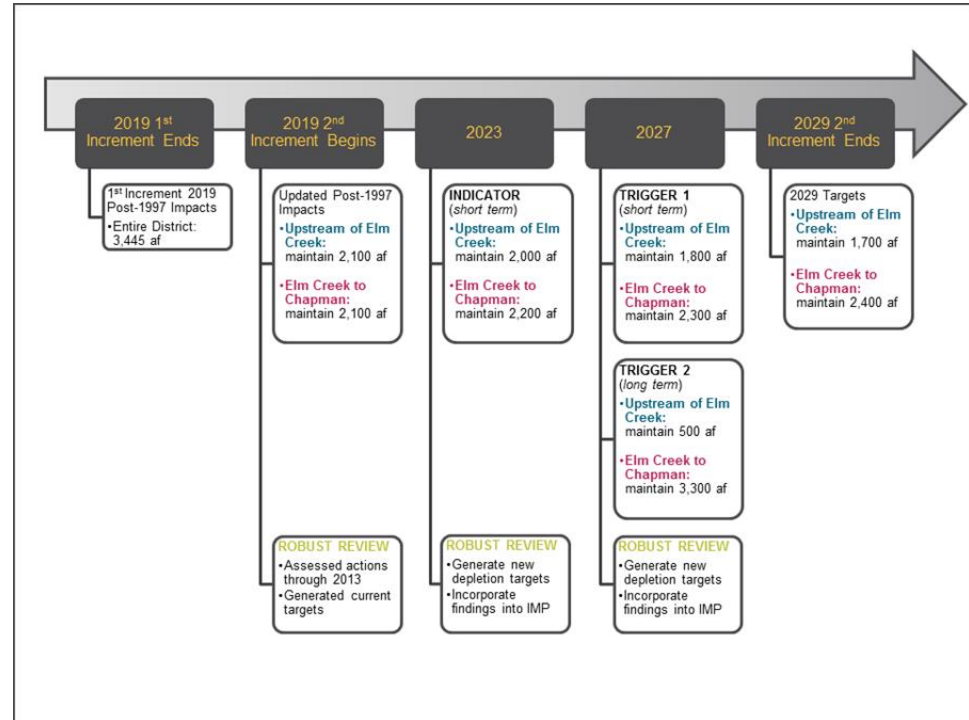 2019 1st
Increment Ends
1st Increment 2019
Post-1997 Impacts
•Entire District:
3,445 af
2019 2nd
Increment Begins
Updated Post-1997
Impacts
•Upstream of Elm
Creek:
maintain 2,100 af
•Elm Creek to
Chapman:
maintain 2,100 af
ROBUST REVIEW
•Assessed actions
through 2013
•Generated current
targets
2023
INDICATOR
(short term)
•Upstream of Elm
Creek:
maintain 2,000 af
•Elm Creek to
Chapman:
maintain 2,200 af
ROBUST REVIEW
•Generate new
depletion targets
•Incorporate
findings into IMP
2027
TRIGGER 1
(short term)
•Upstream of Elm
Creek:
maintain 1,800 af
•Elm Creek to
Chapman:
maintain 2,300 af
TRIGGER 2
(long term)
•Upstream of Elm
Creek:
maintain 500 af
•Elm Creek to
Chapman:
maintain 3,300 af
ROBUST REVIEW
•Generate new
depletion targets
•Incorporate
findings into IMP
2029 2nd
Increment Ends
2029 Targets
•Upstream of Elm
Creek:
maintain 1,700 af
•Elm Creek to
Chapman:
maintain 2,400 af